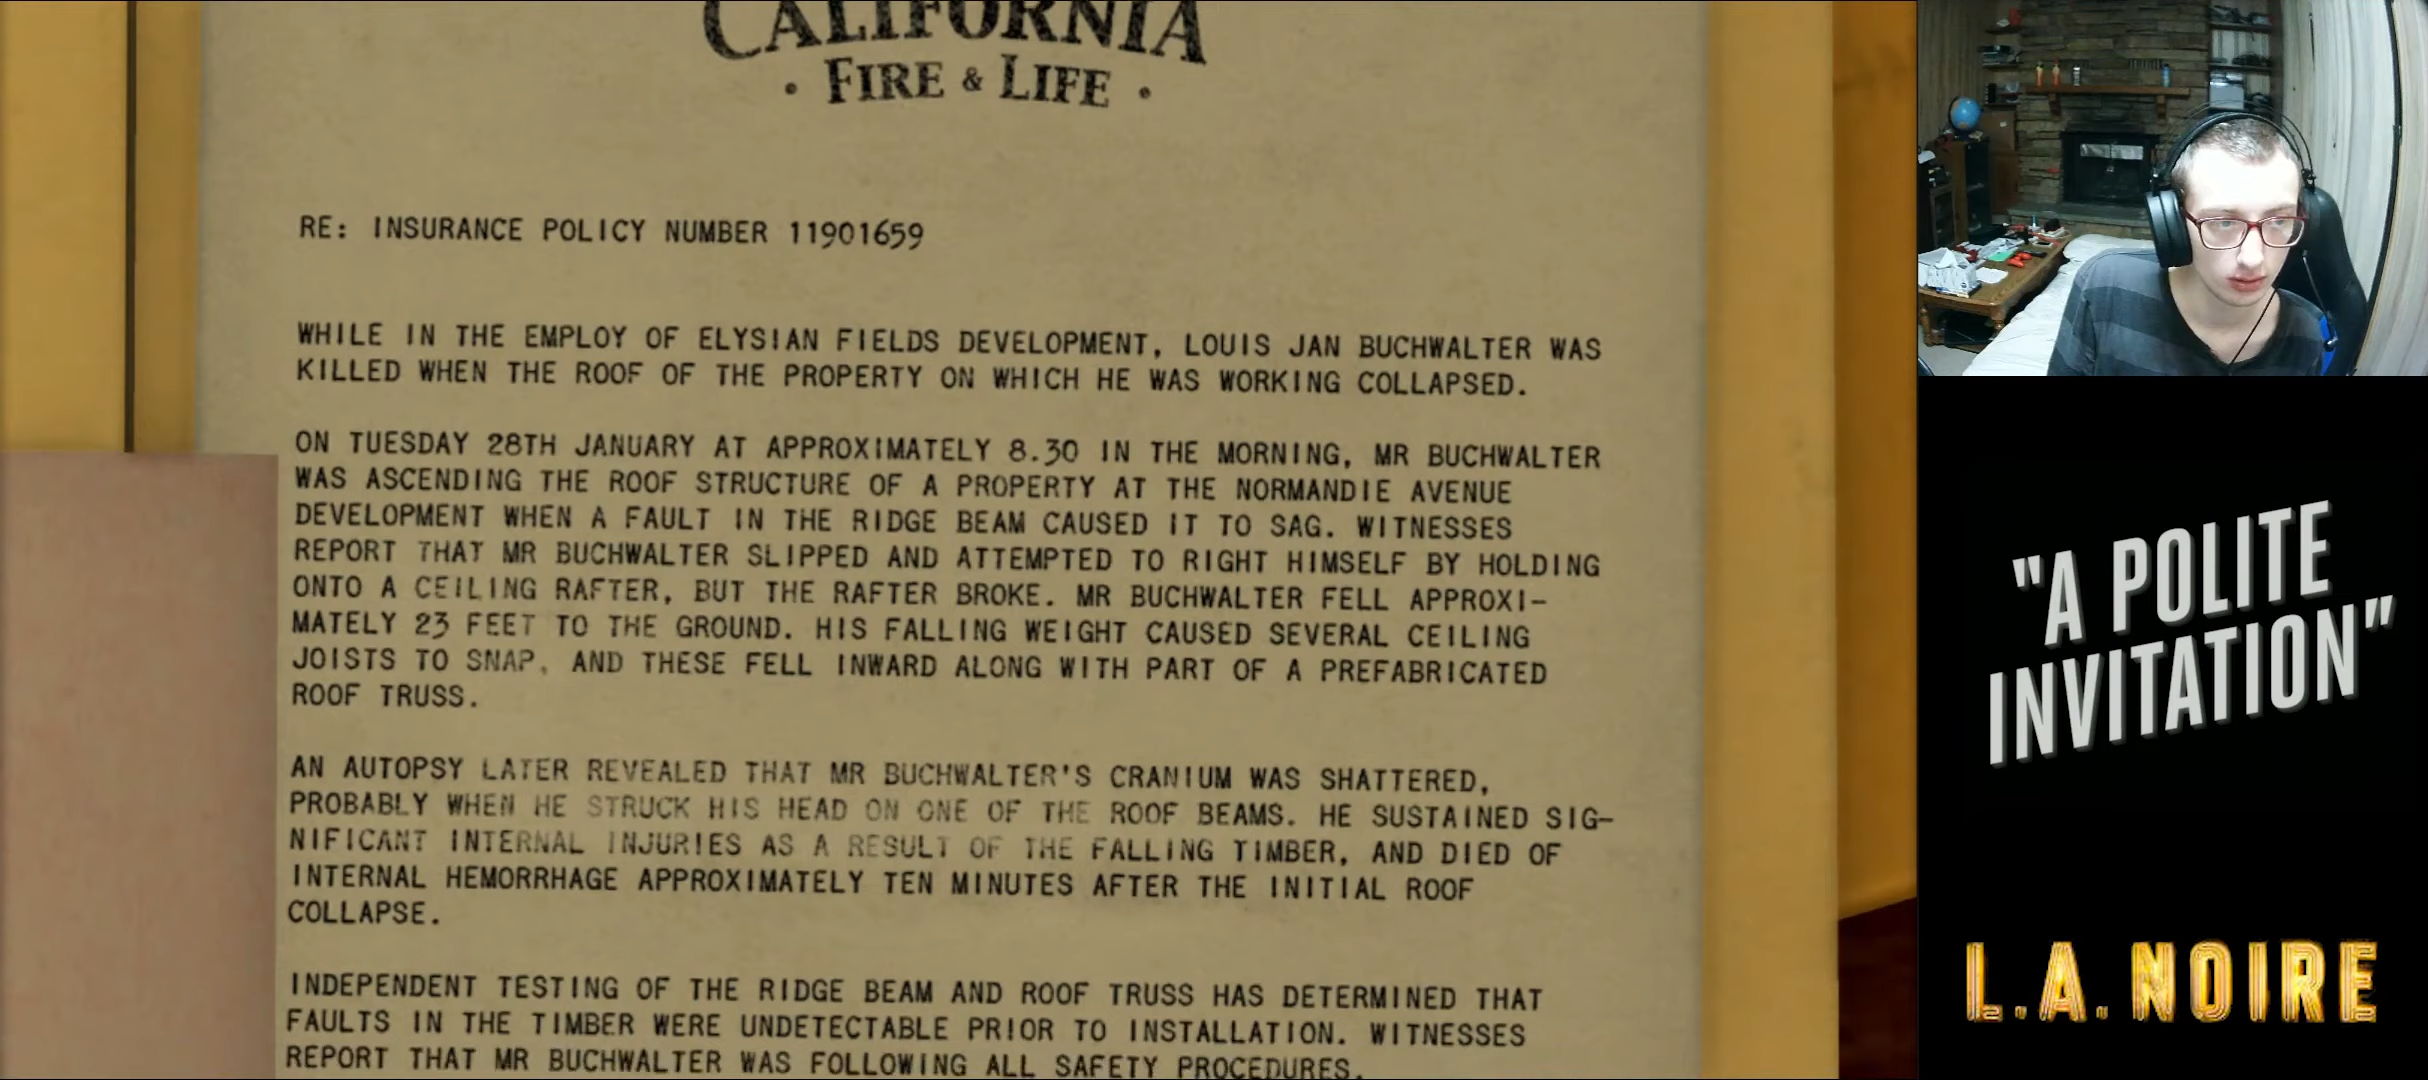 CALIFORNIA
• FIRE & LIFE •
RE: INSURANCE POLICY NUMBER 11901659
WHILE IN THE EMPLOY OF ELYSIAN FIELDS DEVELOPMENT, LOUIS JAN BUCHWALTER WAS
KILLED WHEN THE ROOF OF THE PROPERTY ON WHICH HE WAS WORKING COLLAPSED.
ON TUESDAY 28TH JANUARY AT APPROXIMATELY 8.30 IN THE MORNING, MR BUCHWALTER
WAS ASCENDING THE ROOF STRUCTURE OF A PROPERTY AT THE NORMANDIE AVENUE
DEVELOPMENT WHEN A FAULT IN THE RIDGE BEAM CAUSED IT TO SAG. WITNESSES
REPORT THAT MR BUCHWALTER SLIPPED AND ATTEMPTED TO RIGHT HIMSELF BY HOLDING
ONTO A CEILING RAFTER, BUT THE RAFTER BROKE. MR BUCHWALTER FELL APPROXI-
MATELY 23 FEET TO THE GROUND. HIS FALLING WEIGHT CAUSED SEVERAL CEILING
JOISTS TO SNAP, AND THESE FELL INWARD ALONG WITH PART OF A PREFABRICATED
ROOF TRUSS.
AN AUTOPSY LATER REVEALED THAT MR BUCHWALTER'S CRANIUM WAS SHATTERED,
PROBABLY WHEN HE STRUCK HIS HEAD ON ONE OF THE ROOF BEAMS. HE SUSTAINED SIG-
NIFICANT INTERNAL INJURIES AS A RESULT OF THE FALLING TIMBER, AND DIED OF
INTERNAL HEMORRHAGE APPROXIMATELY TEN MINUTES AFTER THE INITIAL ROOF
COLLAPSE.
INDEPENDENT TESTING OF THE RIDGE BEAM AND ROOF TRUSS HAS DETERMINED THAT
FAULTS IN THE TIMBER WERE UNDETECTABLE PRIOR TO INSTALLATION. WITNESSES
REPORT THAT MR BUCHWALTER WAS FOLLOWING ALL SAFETY PROCEDURES.
"A POLITE
INVITATION"
L.A. NOIRE